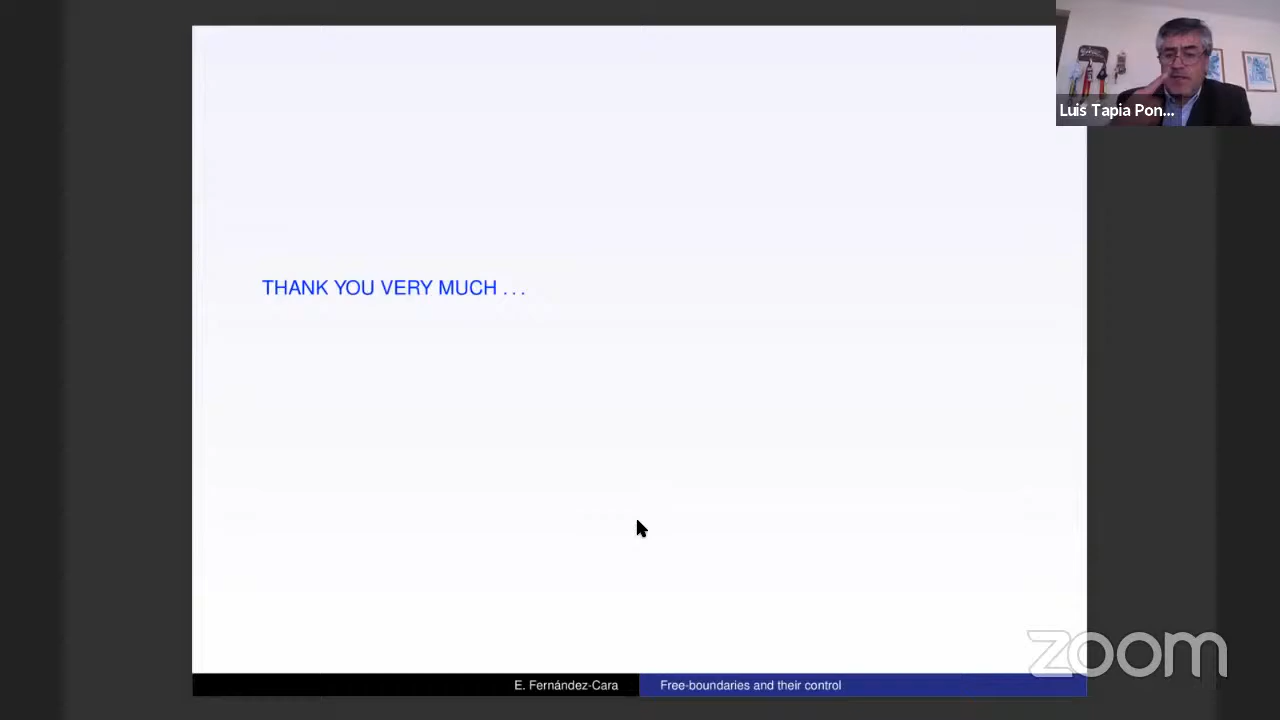 Luis Tapia Pon...
THANK YOU VERY MUCH . . .
zoom
E. Fernández-Cara
Free-boundaries and their control